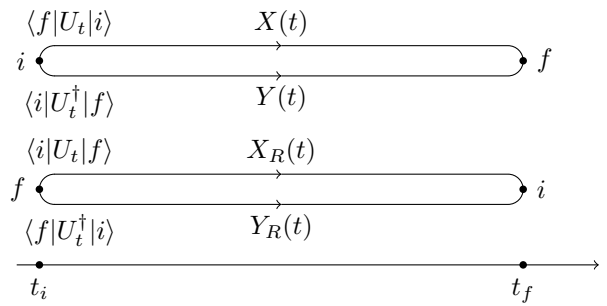 ⟨f|U_t|i⟩ X(t)
i f
⟨i|U_t^†|f⟩ Y(t)
⟨i|U_t|f⟩ X_R(t)
f i
⟨f|U_t^†|i⟩ Y_R(t)
t_i t_f